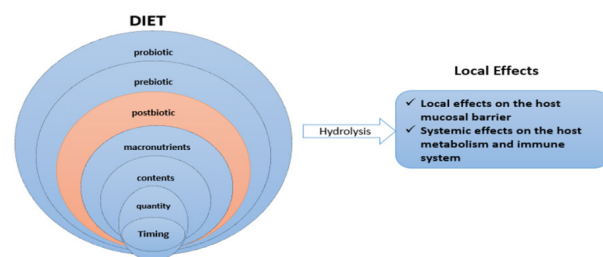 DIET
probiotic
prebiotic
postbiotic
macronutrients
contents
quantity
Timing
Hydrolysis
Local Effects
✓ Local effects on the host
mucosal barrier
✓ Systemic effects on the host
metabolism and immune
system